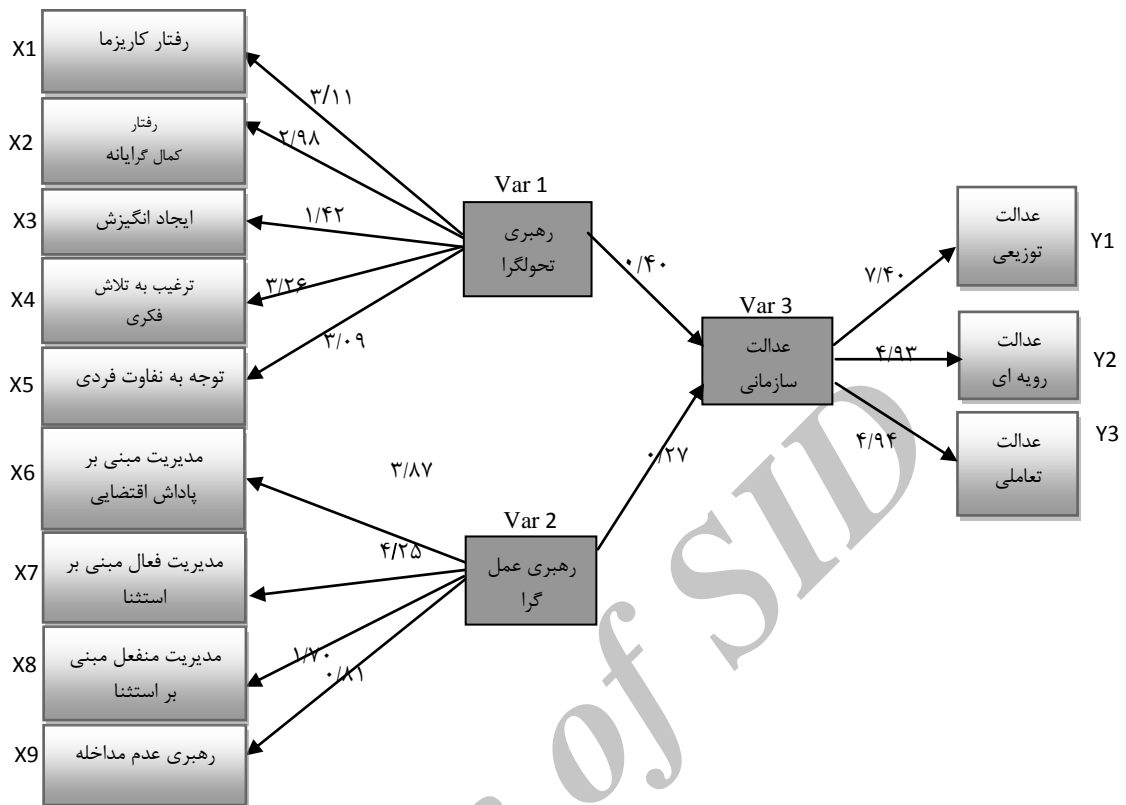 X1
رفتار کاریزما
۳/۱۱
X2
رفتار
کمال گرایانه
۲/۹۸
X3
ایجاد انگیزش
۱/۴۲
X4
ترغیب به تلاش
فکری
۳/۲۶
X5
توجه به نفاوت فردی
۳/۰۹
Var 1
رهبری
تحولگرا
۰/۴۰
X6
مدیریت مبنی بر
پاداش اقتضایی
۳/۸۷
X7
مدیریت فعال مبنی بر
استثنا
۴/۲۵
X8
مدیریت منفعل مبنی
بر استثنا
۱/۷۰
X9
رهبری عدم مداخله
۰/۸۱
Var 2
رهبری عمل
گرا
۰/۲۷
Var 3
عدالت
سازمانی
۷/۴۰
عدالت
توزیعی
Y1
۴/۹۳
عدالت
رویه ای
Y2
۴/۹۴
عدالت
تعاملی
Y3
of SID